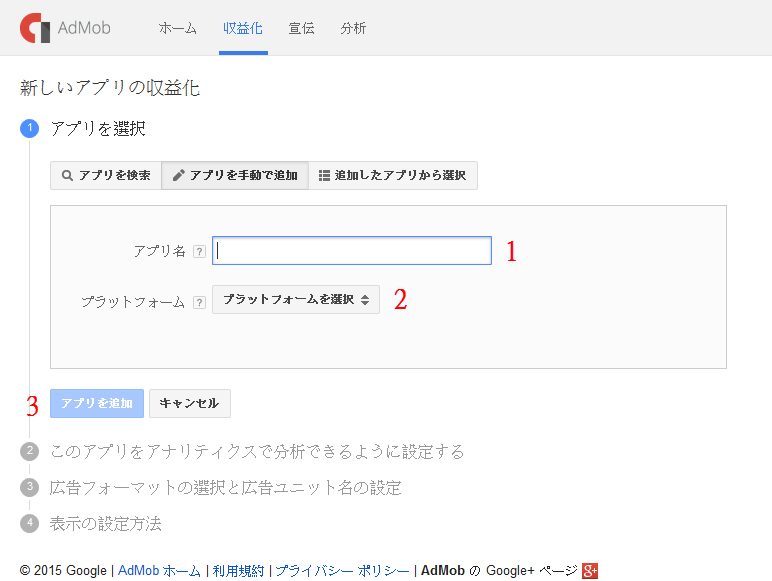 AdMob ホーム 収益化 宣伝 分析
新しいアプリの収益化
1 アプリを選択
アプリを検索 アプリを手動で追加 追加したアプリから選択
アプリ名 ? 1
プラットフォーム ? プラットフォームを選択 2
3 アプリを追加 キャンセル
2 このアプリをアナリティクスで分析できるように設定する
3 広告フォーマットの選択と広告ユニット名の設定
4 表示の設定方法
© 2015 Google | AdMob ホーム | 利用規約 | プライバシー ポリシー | AdMob の Google+ ページ g+